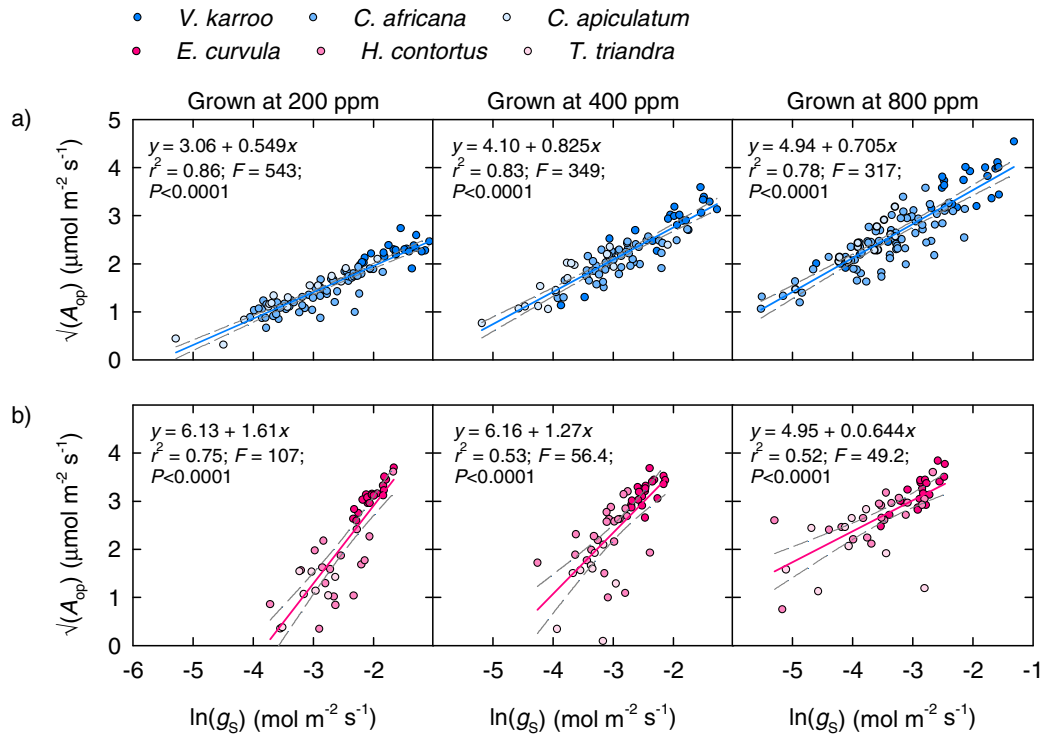 V. karroo C. africana C. apiculatum
E. curvula H. contortus T. triandra
Grown at 200 ppm Grown at 400 ppm Grown at 800 ppm
a)
y = 3.06 + 0.549x
r² = 0.86; F = 543;
P<0.0001
y = 4.10 + 0.825x
r² = 0.83; F = 349;
P<0.0001
y = 4.94 + 0.705x
r² = 0.78; F = 317;
P<0.0001
5
4
3
2
1
0
√(Aop) (μmol m⁻² s⁻¹)
b)
y = 6.13 + 1.61x
r² = 0.75; F = 107;
P<0.0001
y = 6.16 + 1.27x
r² = 0.53; F = 56.4;
P<0.0001
y = 4.95 + 0.0.644x
r² = 0.52; F = 49.2;
P<0.0001
4
3
2
1
0
√(Aop) (μmol m⁻² s⁻¹)
-6 -5 -4 -3 -2 -6 -5 -4 -3 -2 -6 -5 -4 -3 -2 -1
ln(gS) (mol m⁻² s⁻¹) ln(gS) (mol m⁻² s⁻¹) ln(gS) (mol m⁻² s⁻¹)